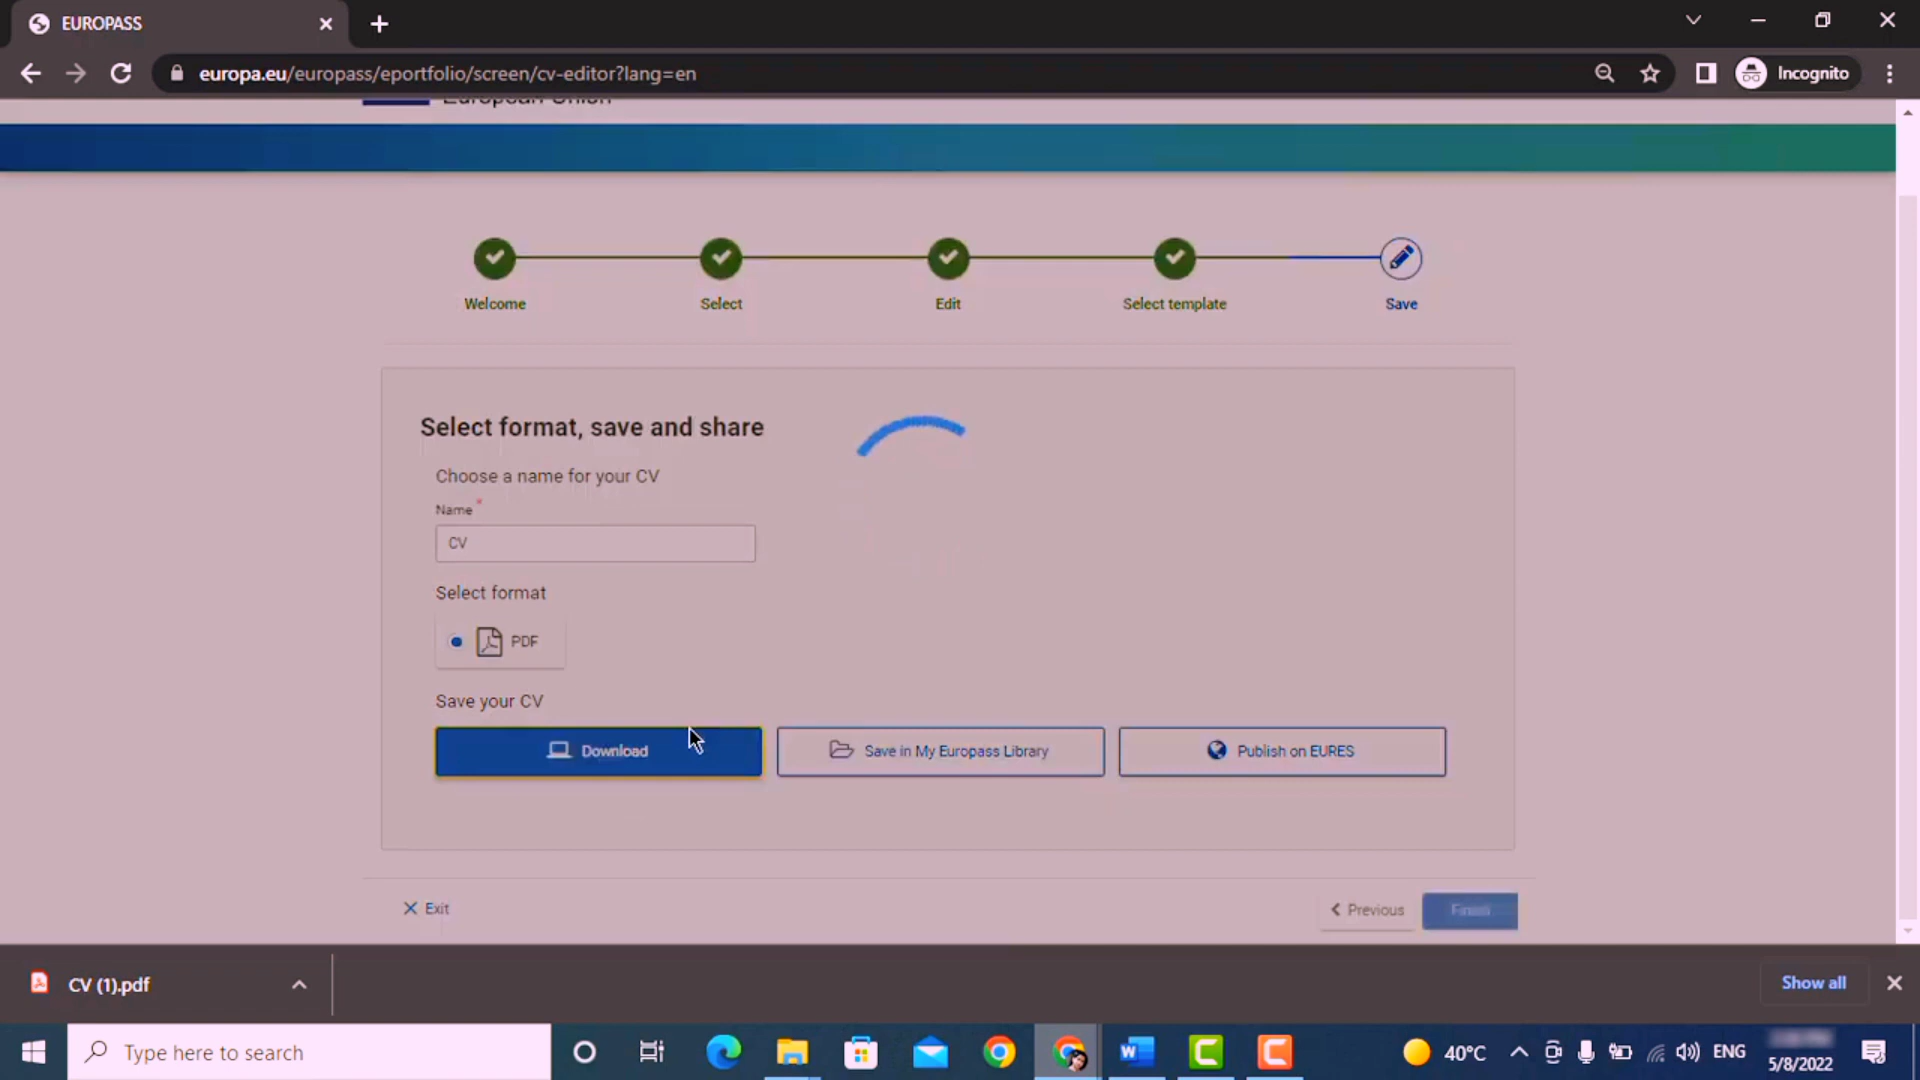 EUROPASS
europa.eu/europass/eportfolio/screen/cv-editor?lang=en
Incognito
European Union
Welcome
Select
Edit
Select template
Save
Select format, save and share
Choose a name for your CV
Name *
CV
Select format
PDF
Save your CV
Download
Save in My Europass Library
Publish on EURES
Exit
Previous
Finish
CV (1).pdf
Show all
Type here to search
40°C
ENG
5/8/2022